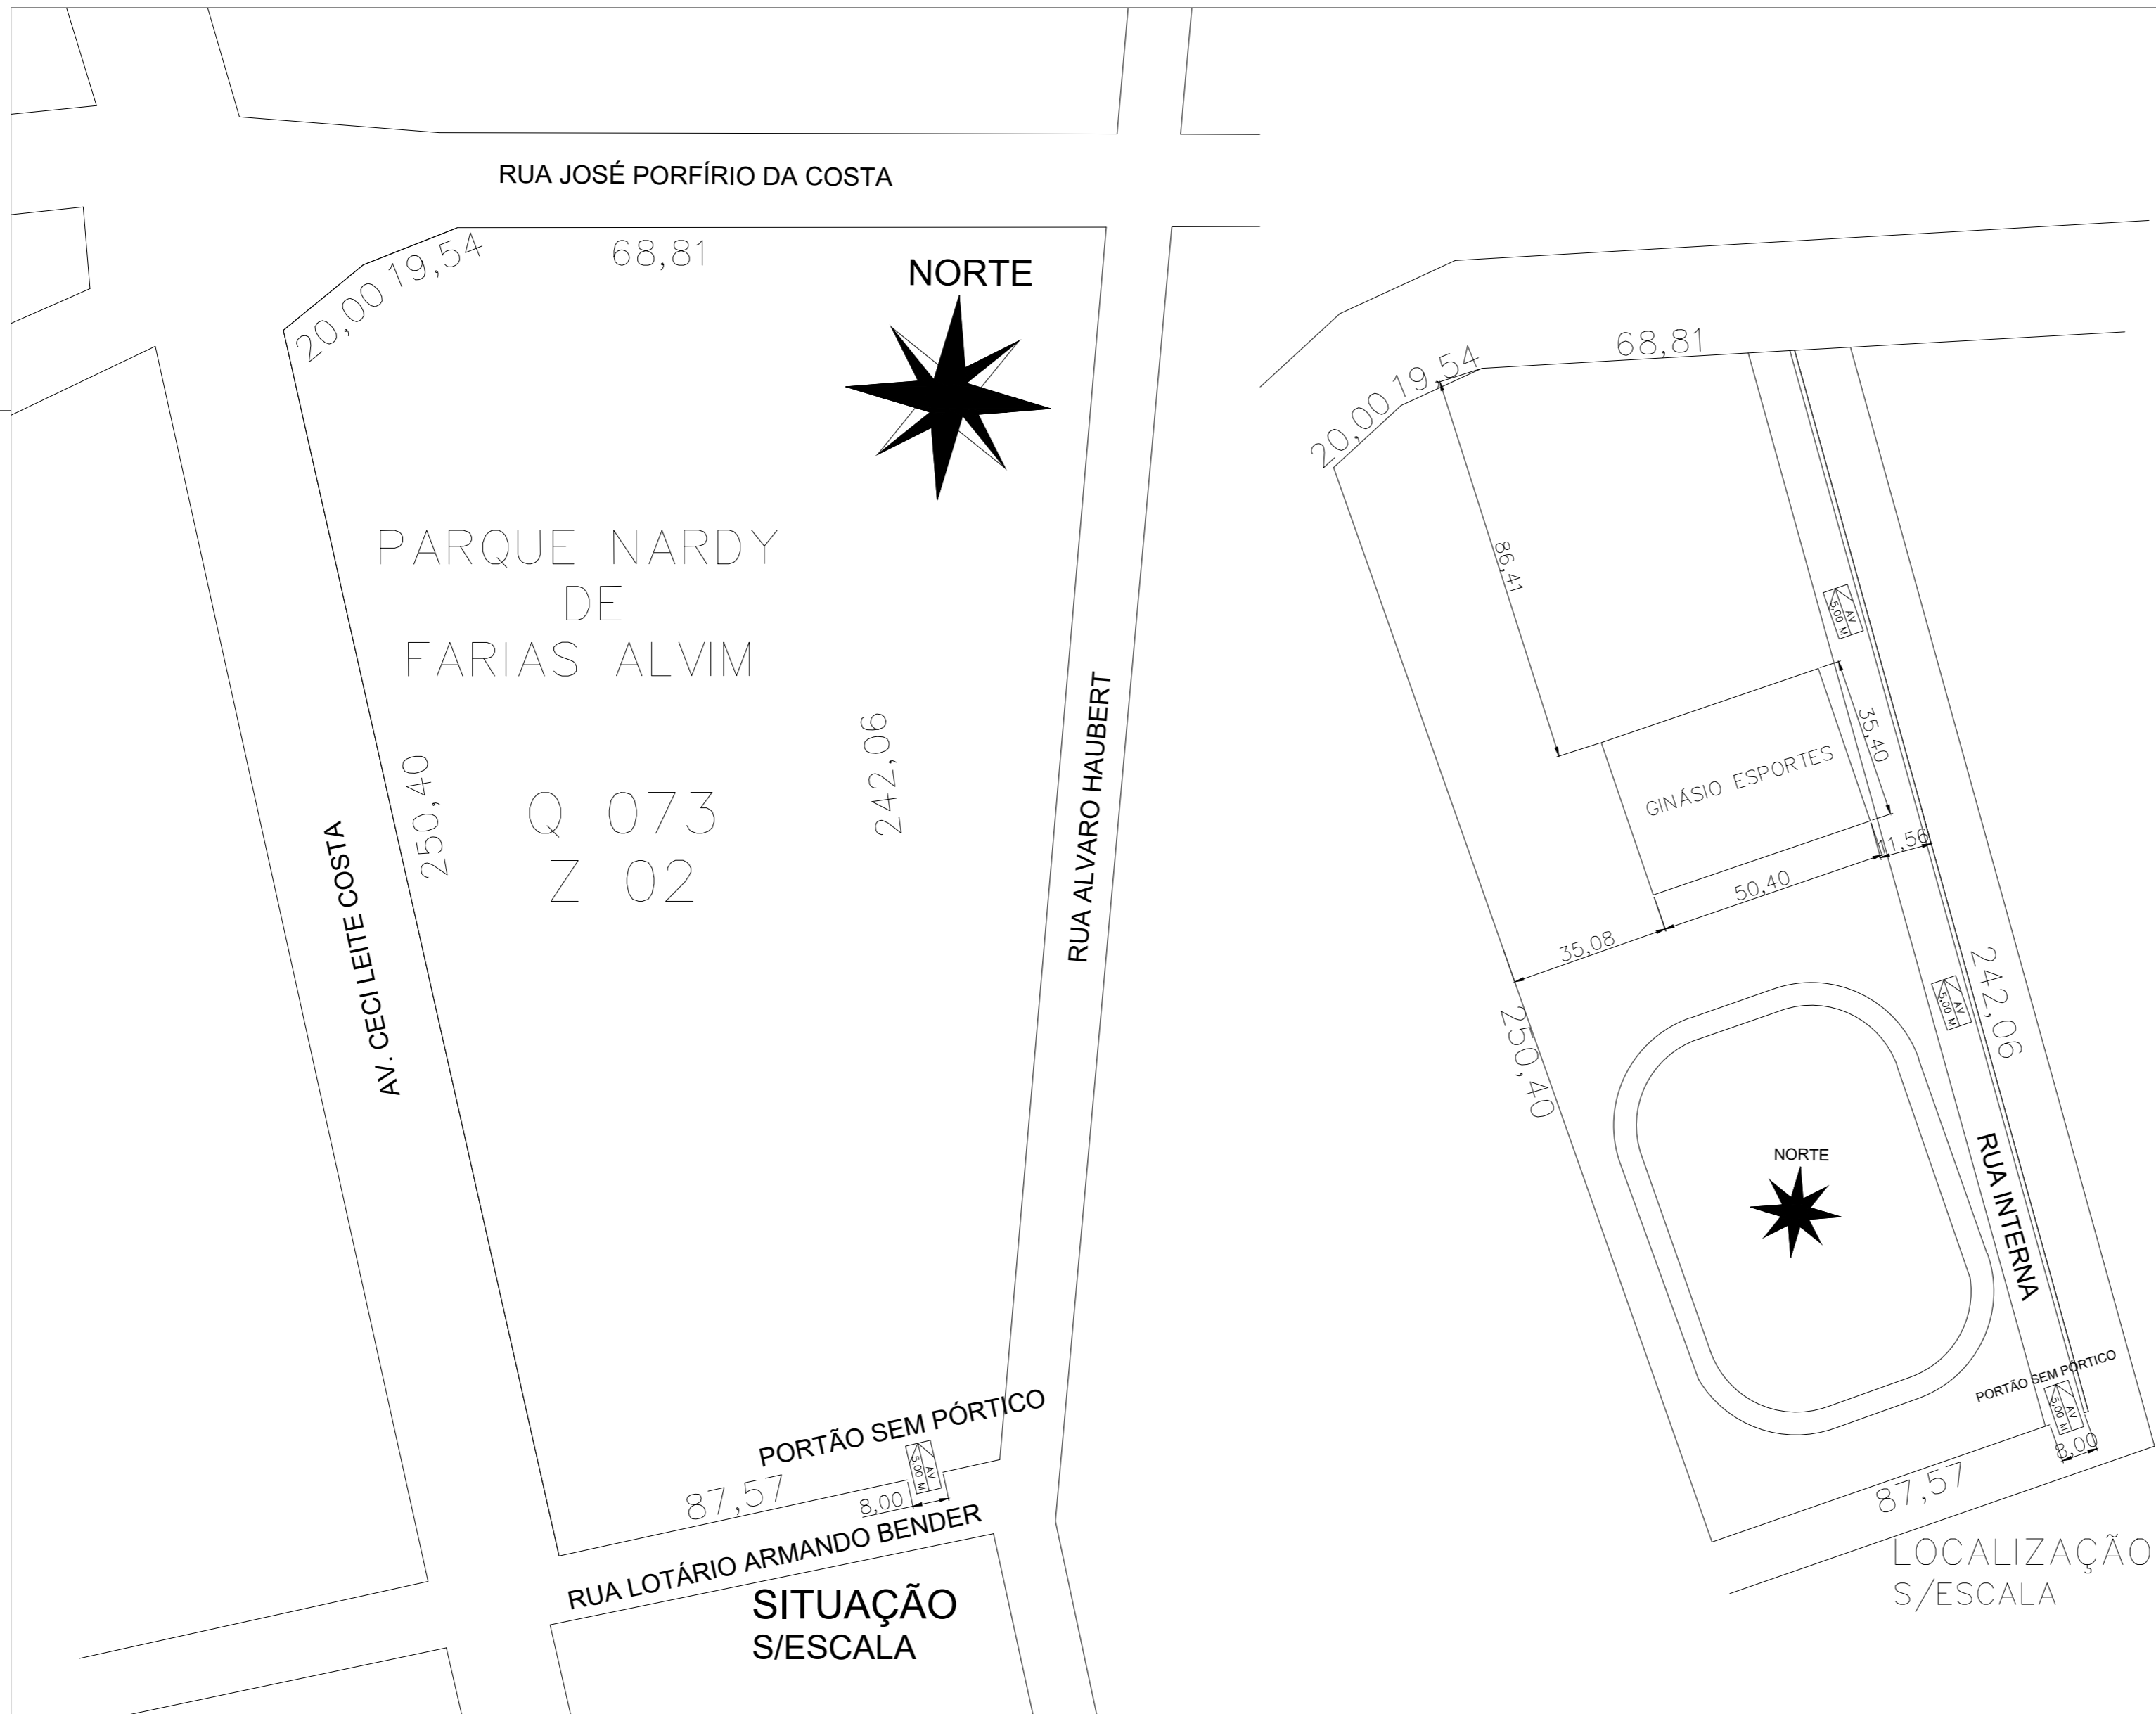 RUA JOSÉ PORFÍRIO DA COSTA
20,00
19,54
68,81
NORTE
PARQUE NARDY
DE
FARIAS ALVIM
250,40
242,06
Q 073
Z 02
AV. CECI LEITE COSTA
RUA ALVARO HAUBERT
PORTÃO SEM PÓRTICO
87,57
8,00
AV
5,00 M
RUA LOTÁRIO ARMANDO BENDER
SITUAÇÃO
S/ESCALA
20,00
19,54
68,81
86,41
AV
5,00 M
35,40
GINÁSIO ESPORTES
11,56
50,40
35,08
250,40
242,06
AV
5,00 M
NORTE
RUA INTERNA
PORTÃO SEM PÓRTICO
AV
5,00 M
8,00
87,57
LOCALIZAÇÃO
S/ESCALA